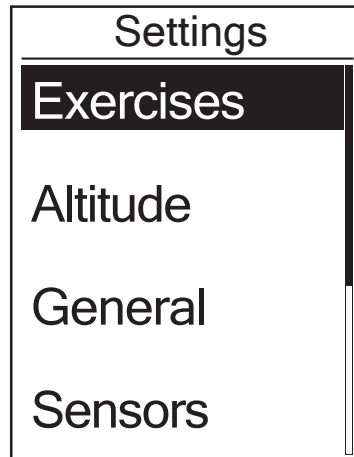 Settings
Exercises
Altitude
General
Sensors